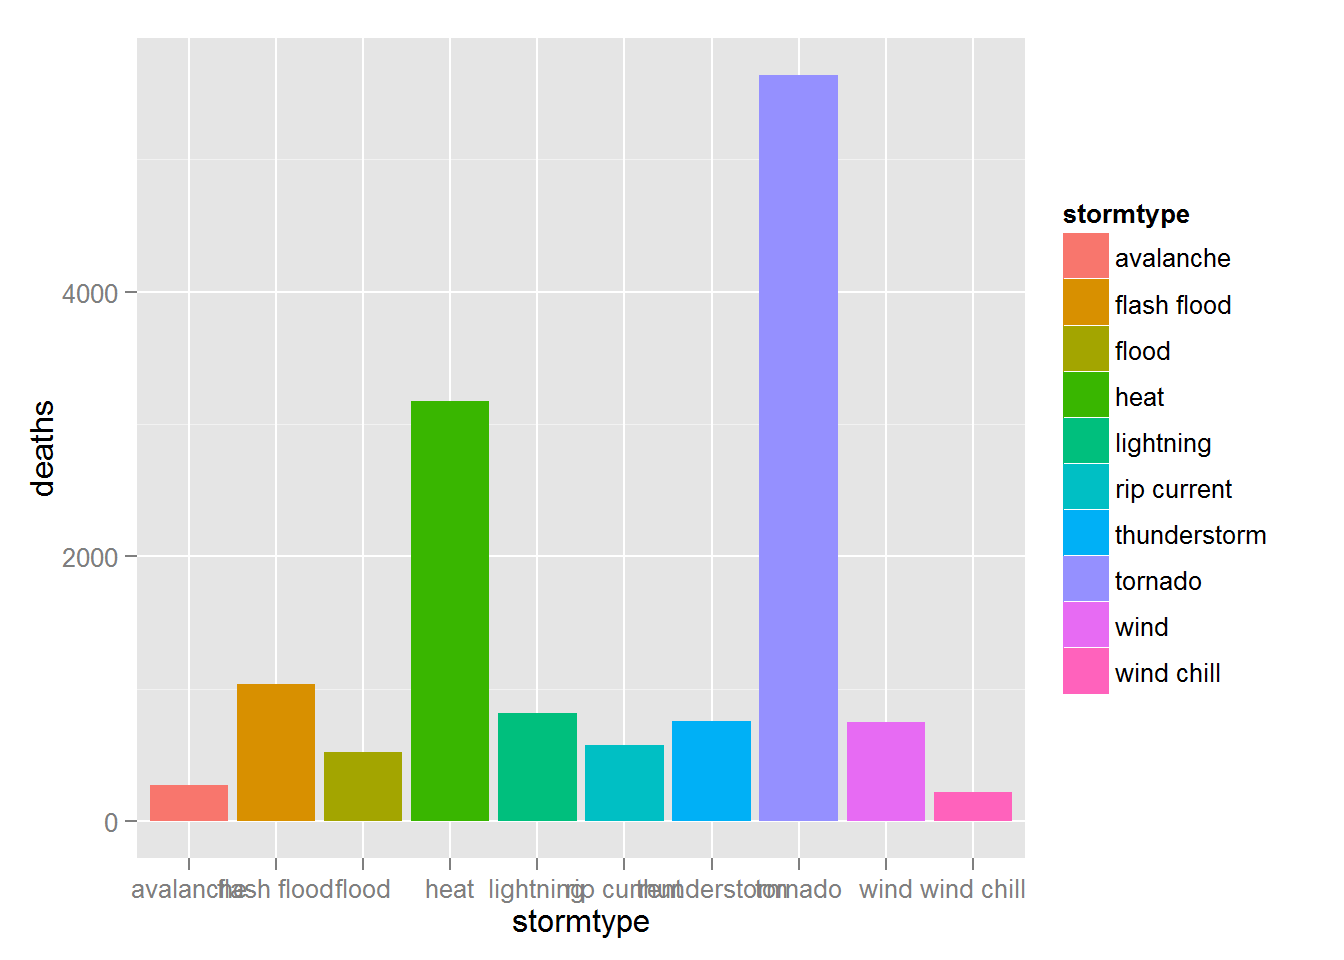 deaths
4000
2000
0
avalanche flash flood flood heat lightning rip current thunderstorm tornado wind wind chill
stormtype
stormtype
avalanche
flash flood
flood
heat
lightning
rip current
thunderstorm
tornado
wind
wind chill